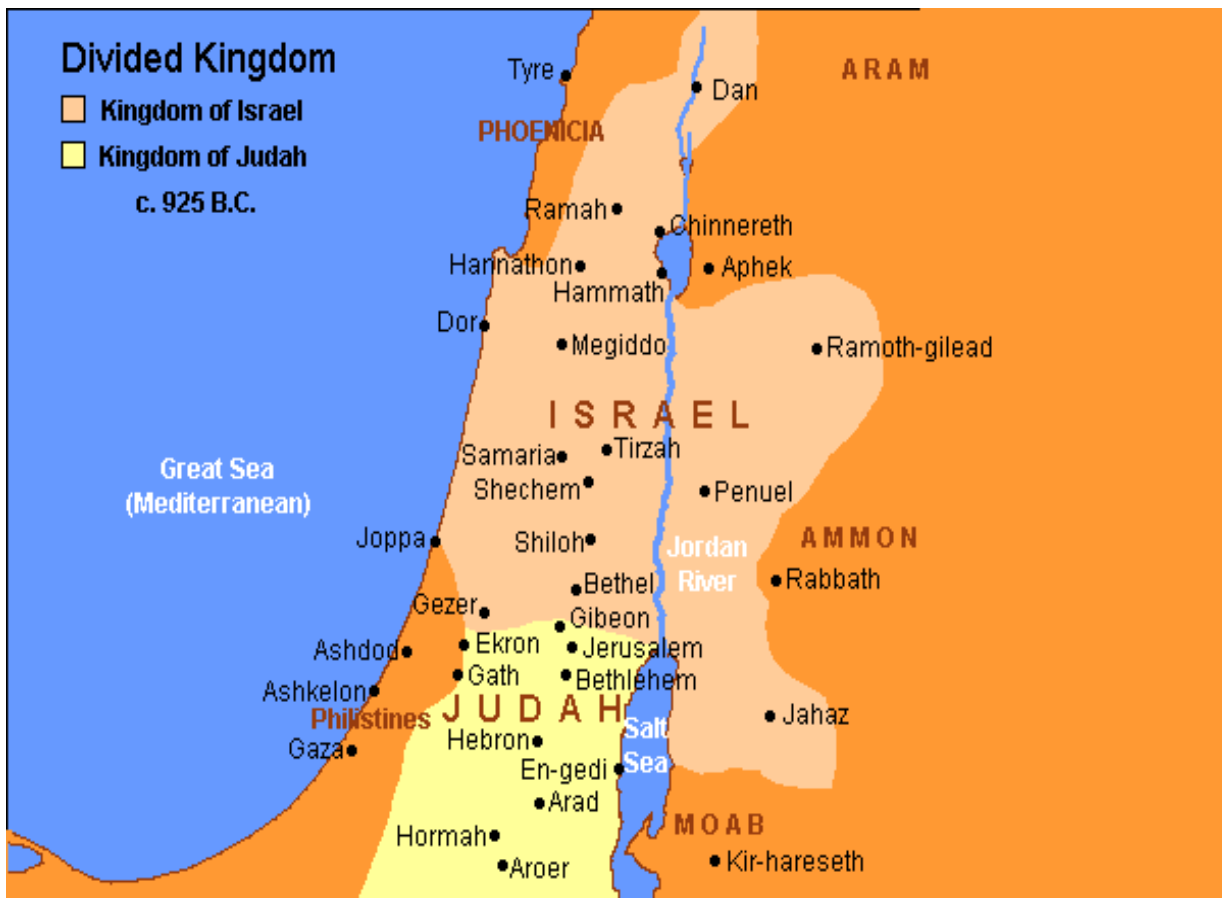 Divided Kingdom
Kingdom of Israel
Kingdom of Judah
c. 925 B.C.
Tyre
ARAM
Dan
PHOENICIA
Ramah
Chinnereth
Hannathon
Aphek
Hammath
Dor
Megiddo
Ramoth-gilead
ISRAEL
Samaria
Tirzah
Great Sea
(Mediterranean)
Shechem
Penuel
Joppa
Shiloh
Jordan
River
AMMON
Bethel
Rabbath
Gezer
Gibeon
Ashdod
Ekron
Jerusalem
Gath
Bethlehem
Ashkelon
Philistines
JUDAH
Jahaz
Salt
Sea
Gaza
Hebron
En-gedi
Arad
MOAB
Hormah
Aroer
Kir-hareseth